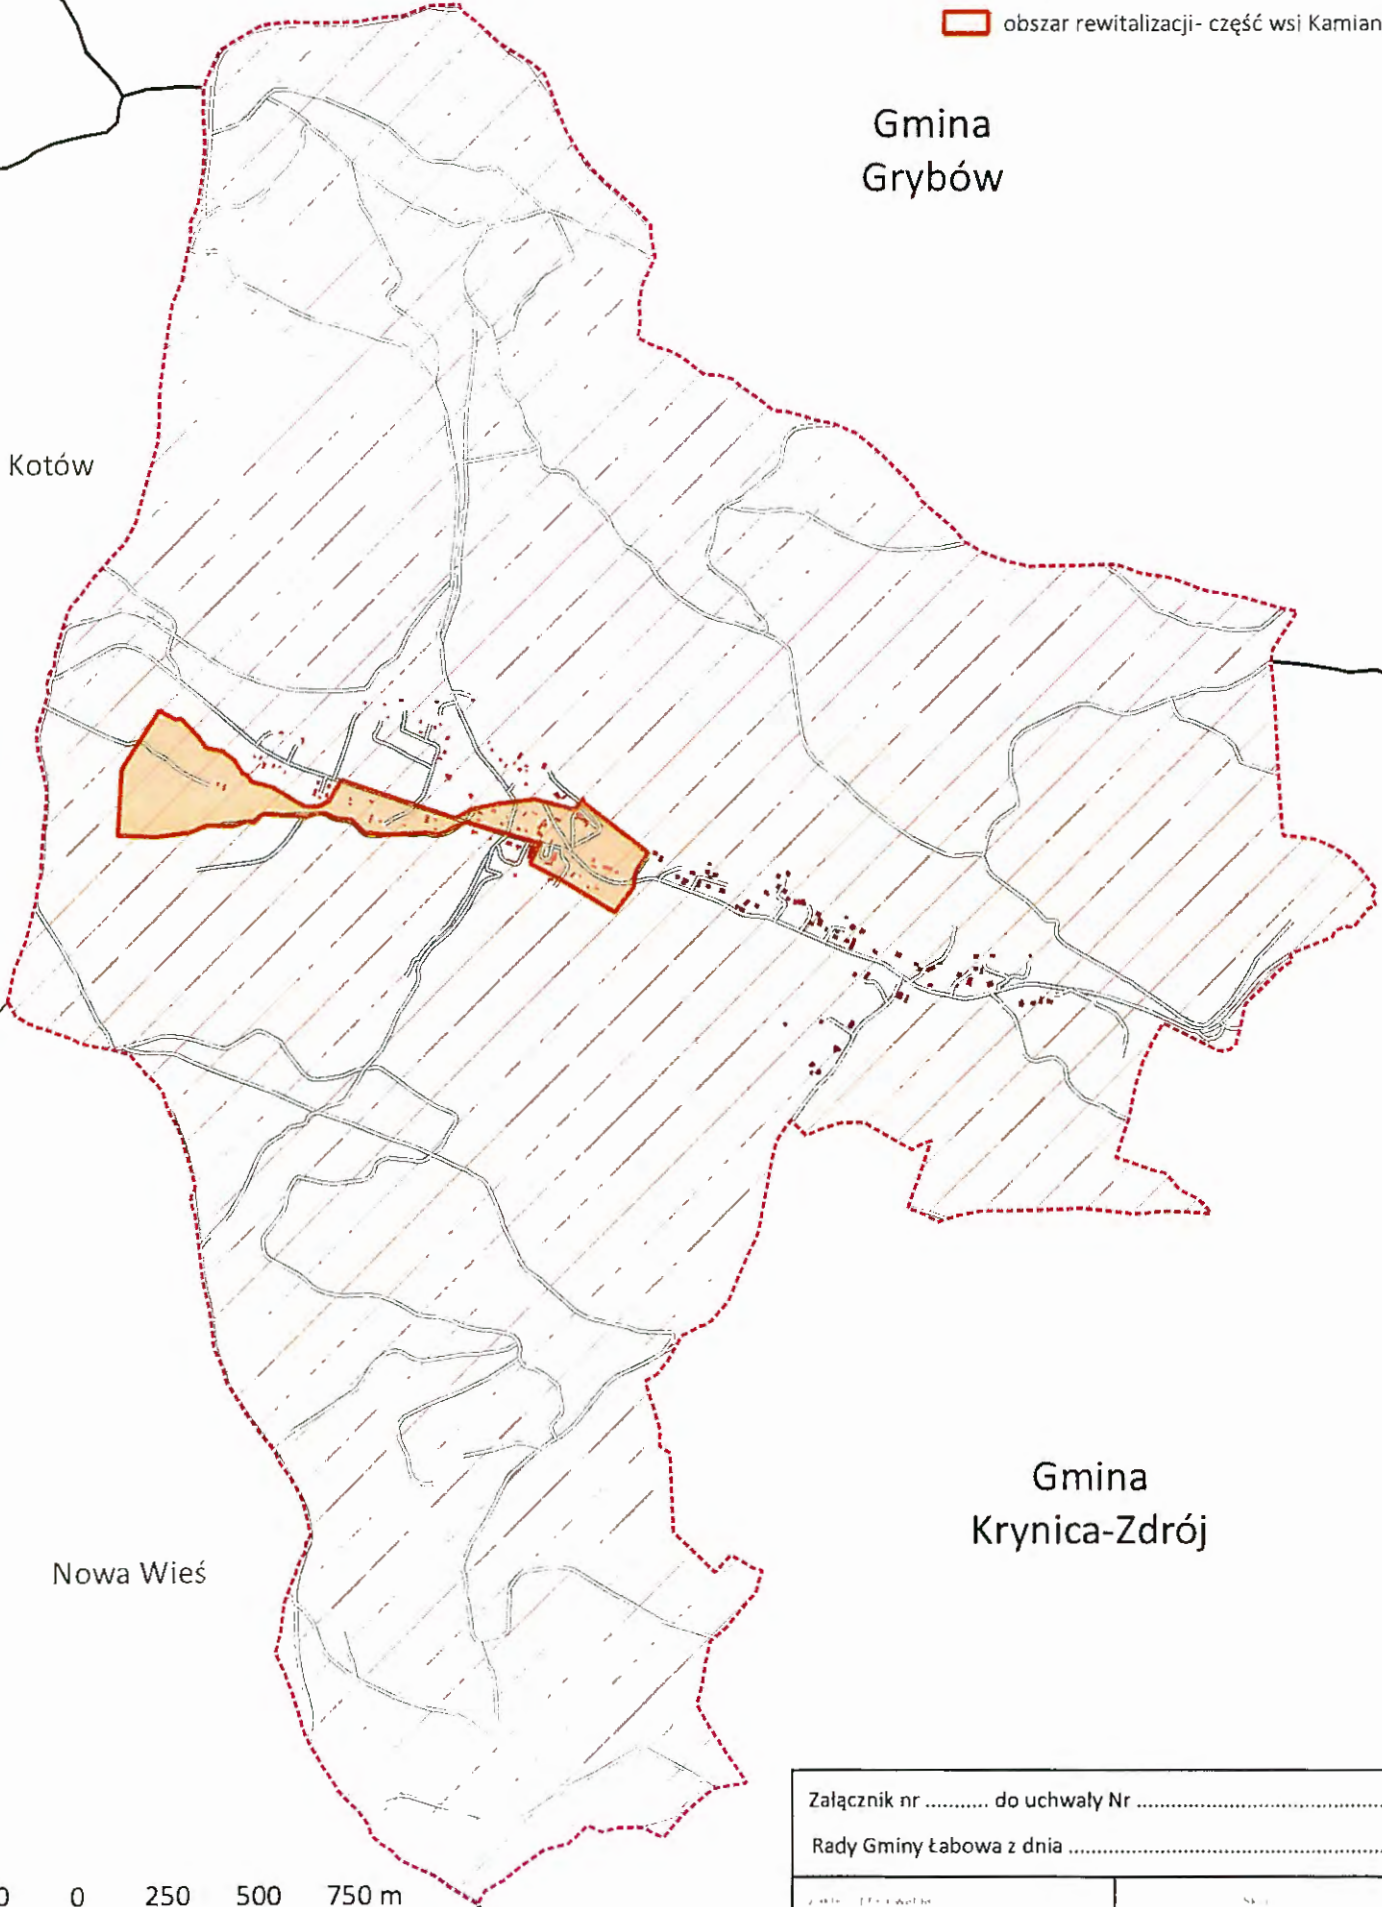 obszar rewitalizacji- część wsi Kamian
Gmina
Grybów
Kotów
Gmina
Krynica-Zdrój
Nowa Wieś
Załącznik nr .......... do uchwały Nr ..........................................
Rady Gminy Łabowa z dnia ......................................................
0 0 250 500 750 m